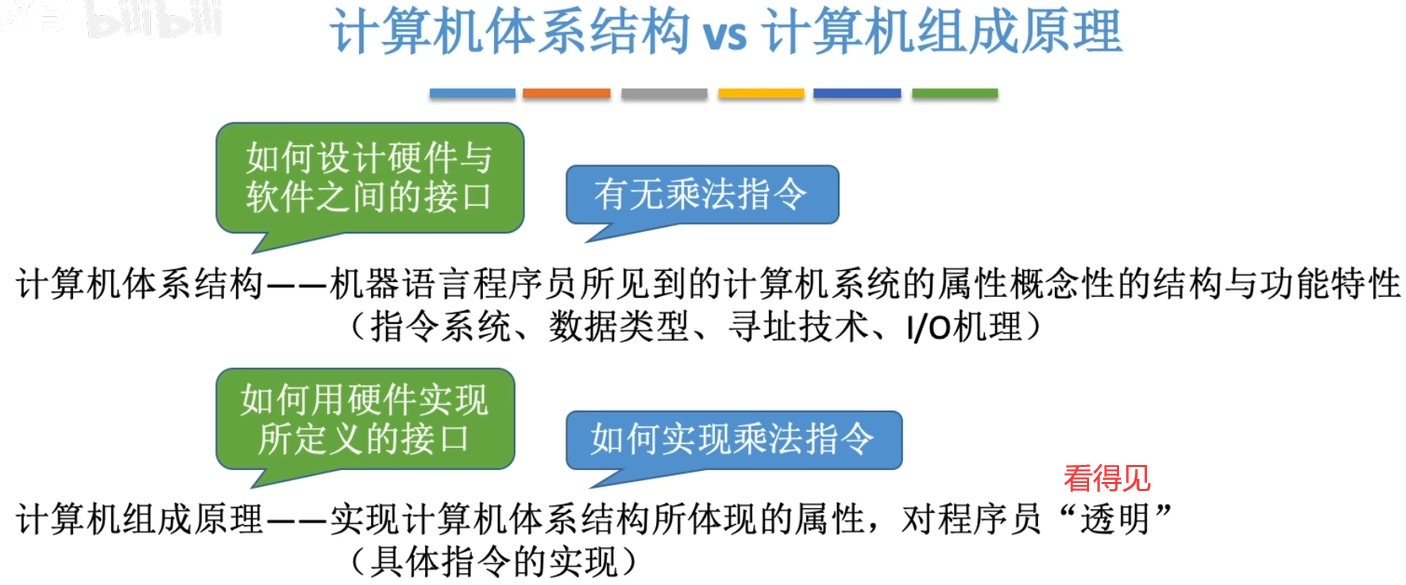 教育 bilibili
计算机体系结构 vs 计算机组成原理
如何设计硬件与
软件之间的接口
有无乘法指令
计算机体系结构——机器语言程序员所见到的计算机系统的属性概念性的结构与功能特性
（指令系统、数据类型、寻址技术、I/O机理）
如何用硬件实现
所定义的接口
如何实现乘法指令
看得见
计算机组成原理——实现计算机体系结构所体现的属性，对程序员“透明”
（具体指令的实现）